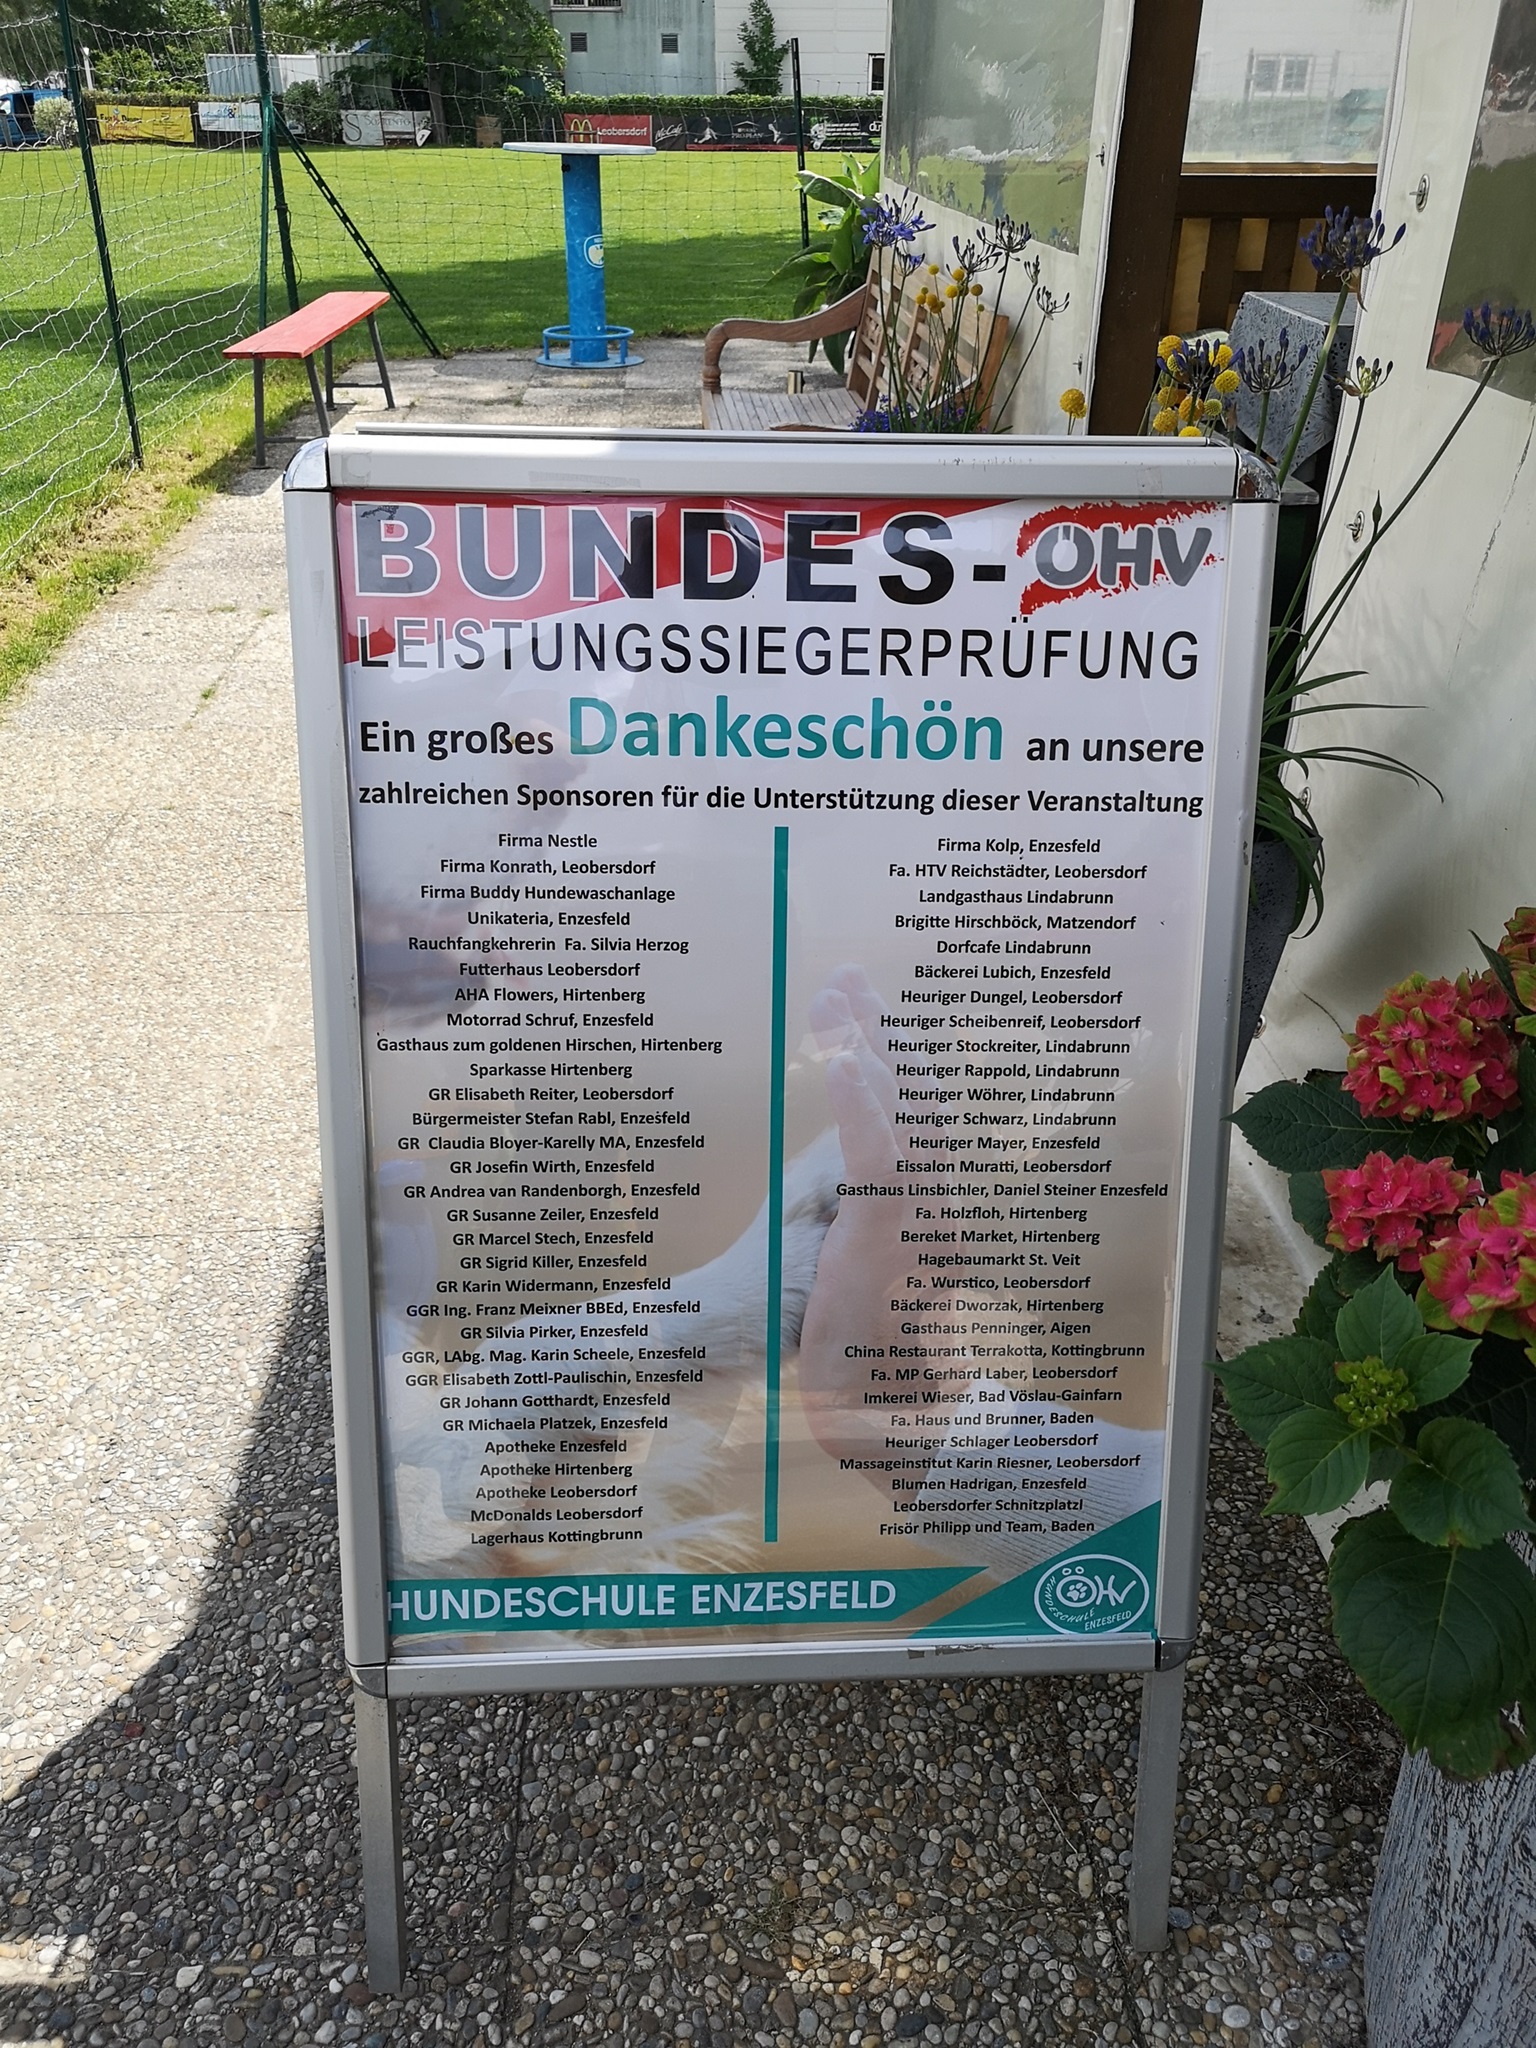 Leobersdorf
McCafé
BUNDES-
ÖHV
LEISTUNGSSIEGERPRÜFUNG
Ein großes Dankeschön an unsere
zahlreichen Sponsoren für die Unterstützung dieser Veranstaltung
Firma Nestle
Firma Konrath, Leobersdorf
Firma Buddy Hundewaschanlage
Unikateria, Enzesfeld
Rauchfangkehrerin Fa. Silvia Herzog
Futterhaus Leobersdorf
AHA Flowers, Hirtenberg
Motorrad Schruf, Enzesfeld
Gasthaus zum goldenen Hirschen, Hirtenberg
Sparkasse Hirtenberg
GR Elisabeth Reiter, Leobersdorf
Bürgermeister Stefan Rabl, Enzesfeld
GR Claudia Bloyer-Karelly MA, Enzesfeld
GR Josefin Wirth, Enzesfeld
GR Andrea van Randenborgh, Enzesfeld
GR Susanne Zeiler, Enzesfeld
GR Marcel Stech, Enzesfeld
GR Sigrid Killer, Enzesfeld
GR Karin Widermann, Enzesfeld
GGR Ing. Franz Meixner BBEd, Enzesfeld
GR Silvia Pirker, Enzesfeld
GGR, LAbg. Mag. Karin Scheele, Enzesfeld
GGR Elisabeth Zottl-Paulischin, Enzesfeld
GR Johann Gotthardt, Enzesfeld
GR Michaela Platzek, Enzesfeld
Apotheke Enzesfeld
Apotheke Hirtenberg
Apotheke Leobersdorf
McDonalds Leobersdorf
Lagerhaus Kottingbrunn
Firma Kolp, Enzesfeld
Fa. HTV Reichstädter, Leobersdorf
Landgasthaus Lindabrunn
Brigitte Hirschböck, Matzendorf
Dorfcafe Lindabrunn
Bäckerei Lubich, Enzesfeld
Heuriger Dungel, Leobersdorf
Heuriger Scheibenreif, Leobersdorf
Heuriger Stockreiter, Lindabrunn
Heuriger Rappold, Lindabrunn
Heuriger Wöhrer, Lindabrunn
Heuriger Schwarz, Lindabrunn
Heuriger Mayer, Enzesfeld
Eissalon Muratti, Leobersdorf
Gasthaus Linsbichler, Daniel Steiner Enzesfeld
Fa. Holzfloh, Hirtenberg
Bereket Market, Hirtenberg
Hagebaumarkt St. Veit
Fa. Wurstico, Leobersdorf
Bäckerei Dworzak, Hirtenberg
Gasthaus Penninger, Aigen
China Restaurant Terrakotta, Kottingbrunn
Fa. MP Gerhard Laber, Leobersdorf
Imkerei Wieser, Bad Vöslau-Gainfarn
Fa. Haus und Brunner, Baden
Heuriger Schlager Leobersdorf
Massageinstitut Karin Riesner, Leobersdorf
Blumen Hadrigan, Enzesfeld
Leobersdorfer Schnitzplatzl
Frisör Philipp und Team, Baden
HUNDESCHULE ENZESFELD
ÖHV
HUNDESCHULE
ENZESFELD